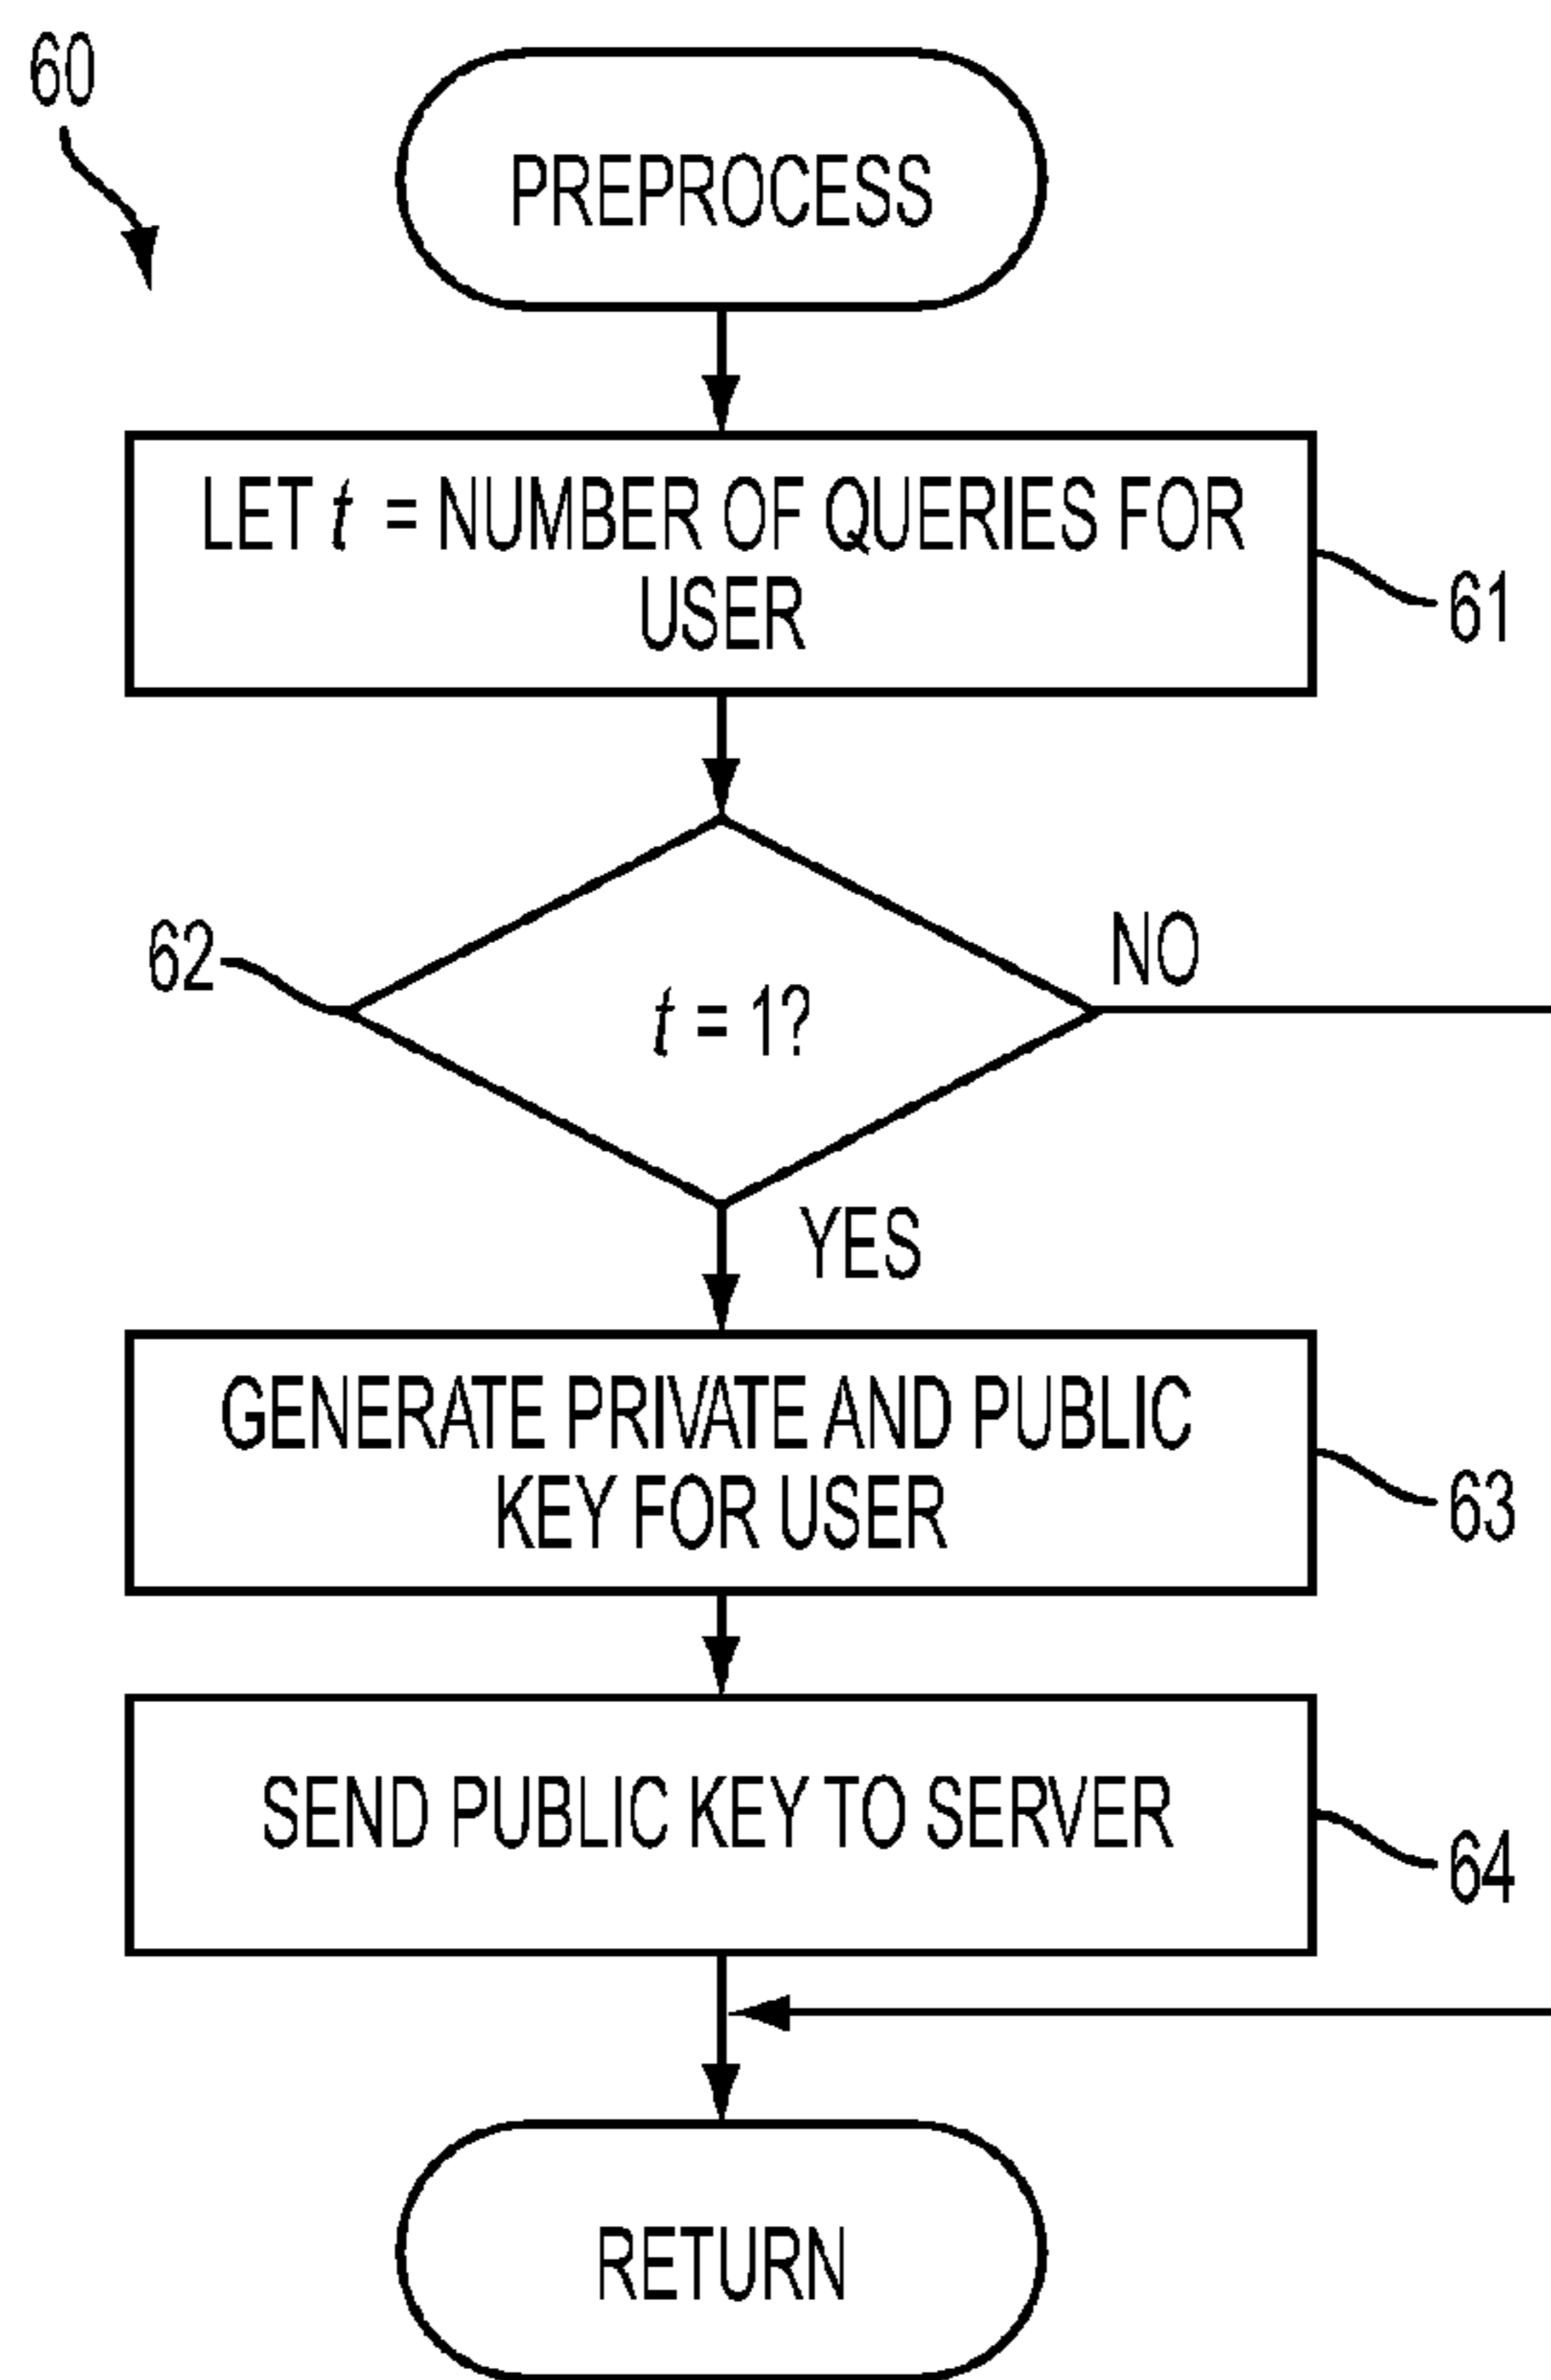 60
PREPROCESS
LET t = NUMBER OF QUERIES FOR
USER
61
62
NO
t = 1?
YES
GENERATE PRIVATE AND PUBLIC
KEY FOR USER
63
SEND PUBLIC KEY TO SERVER
64
RETURN